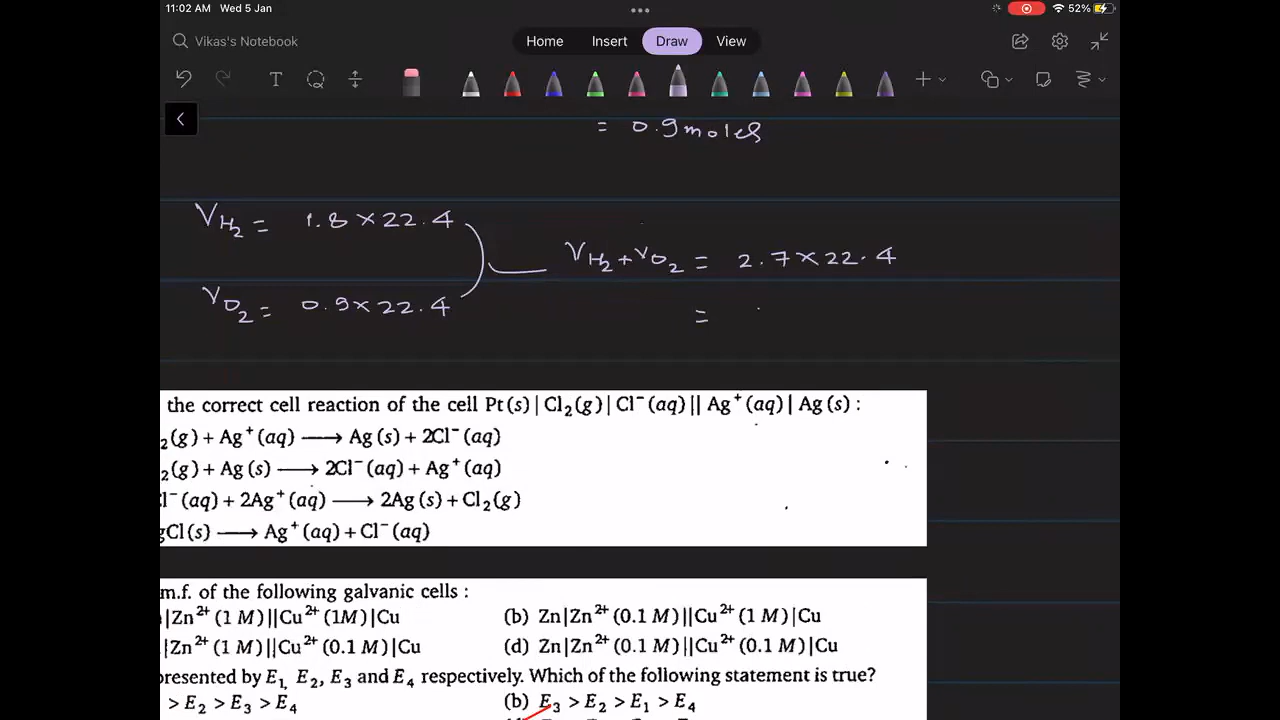 11:02 AM Wed 5 Jan
52%
Vikas's Notebook
Home Insert Draw View
= 0.9 moles
V_H₂ = 1.8 × 22.4
V_H₂ + V_O₂ = 2.7 × 22.4
V_O₂ = 0.9 × 22.4
=
the correct cell reaction of the cell Pt(s)|Cl₂(g)|Cl⁻(aq)||Ag⁺(aq)|Ag(s) :
₂(g) + Ag⁺(aq) ⟶ Ag(s) + 2Cl⁻(aq)
₂(g) + Ag(s) ⟶ 2Cl⁻(aq) + Ag⁺(aq)
l⁻(aq) + 2Ag⁺(aq) ⟶ 2Ag(s) + Cl₂(g)
gCl(s) ⟶ Ag⁺(aq) + Cl⁻(aq)
m.f. of the following galvanic cells :
|Zn²⁺(1 M)||Cu²⁺(1M)|Cu (b) Zn|Zn²⁺(0.1 M)||Cu²⁺(1 M)|Cu
|Zn²⁺(1 M)||Cu²⁺(0.1 M)|Cu (d) Zn|Zn²⁺(0.1 M)||Cu²⁺(0.1 M)|Cu
presented by E₁, E₂, E₃ and E₄ respectively. Which of the following statement is true?
> E₂ > E₃ > E₄ (b) E₃ > E₂ > E₁ > E₄